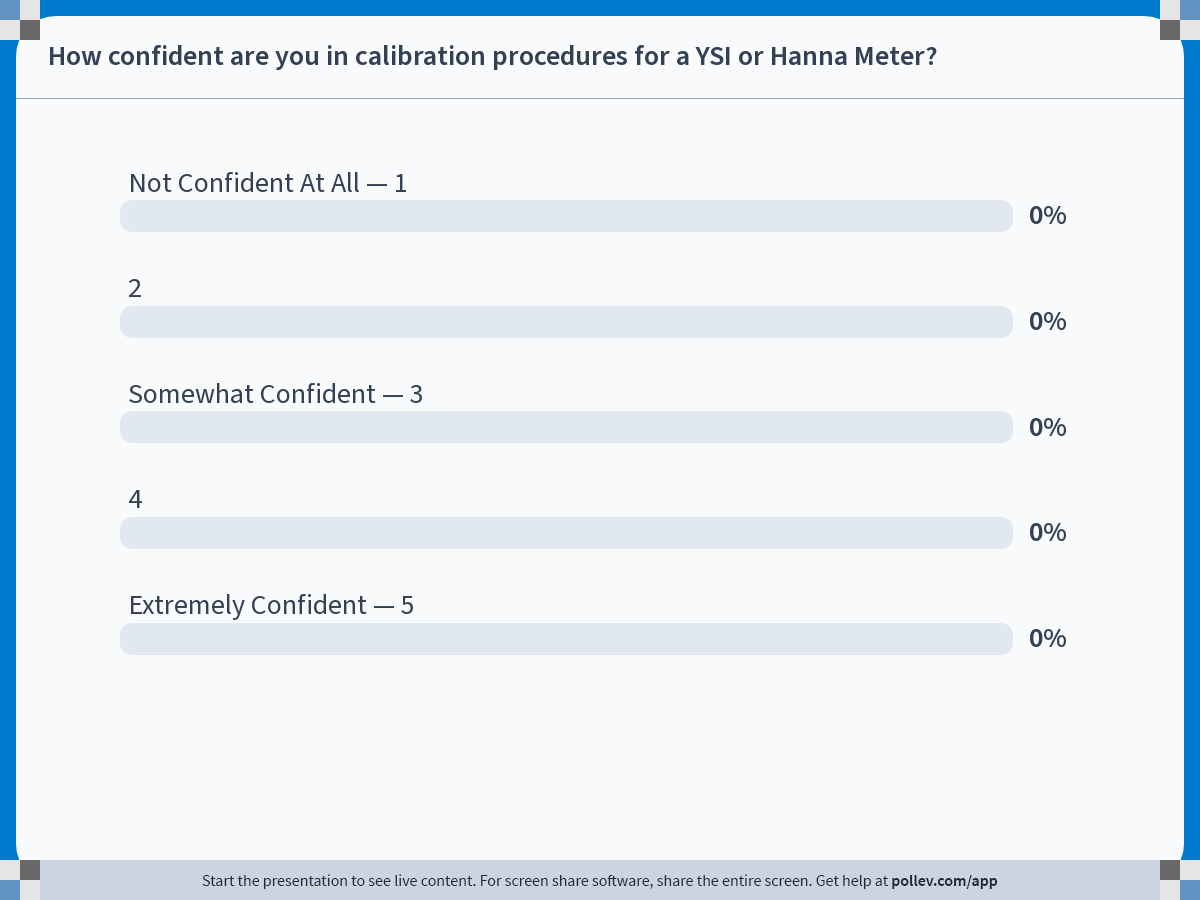 How confident are you in calibration procedures for a YSI or Hanna Meter?
Not Confident At All — 1
0%
2
0%
Somewhat Confident — 3
0%
4
0%
Extremely Confident — 5
0%
Start the presentation to see live content. For screen share software, share the entire screen. Get help at pollev.com/app